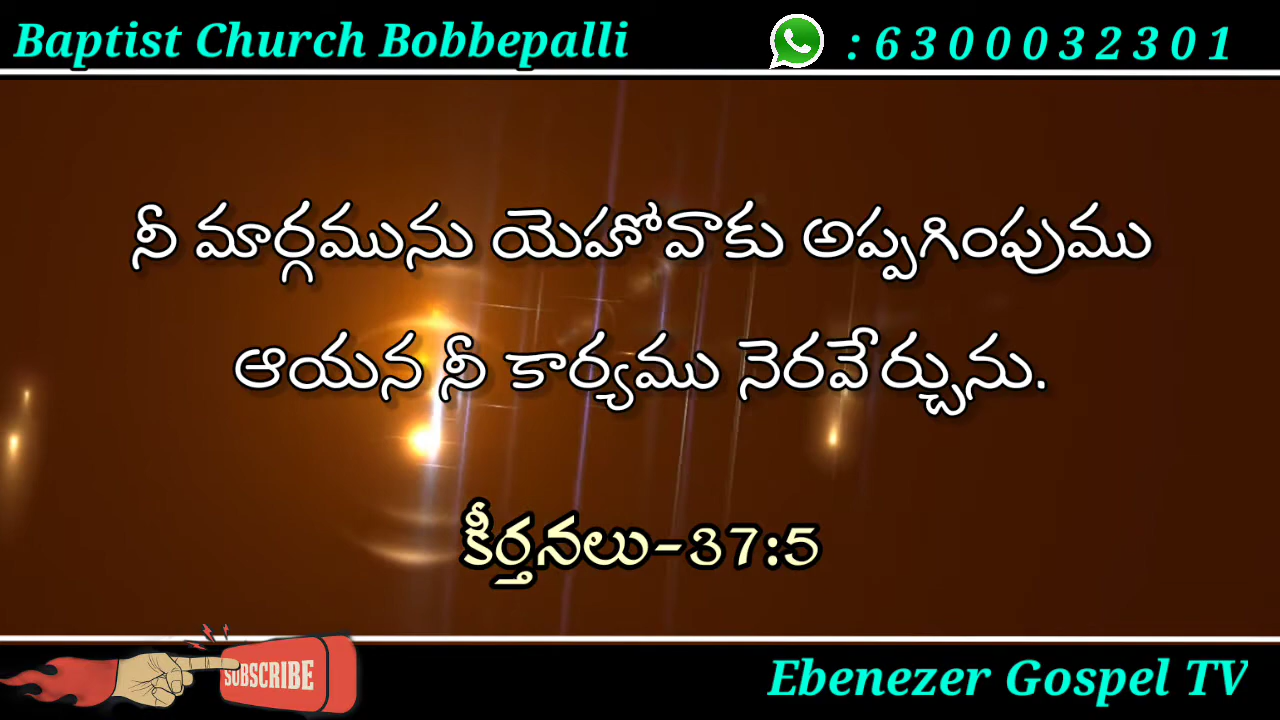 Baptist Church Bobbepalli
: 6 3 0 0 0 3 2 3 0 1
నీ మార్గమును యెహోవాకు అప్పగింపుము
ఆయన నీ కార్యము నెరవేర్చును.
కీర్తనలు-37:5
SUBSCRIBE
Ebenezer Gospel TV